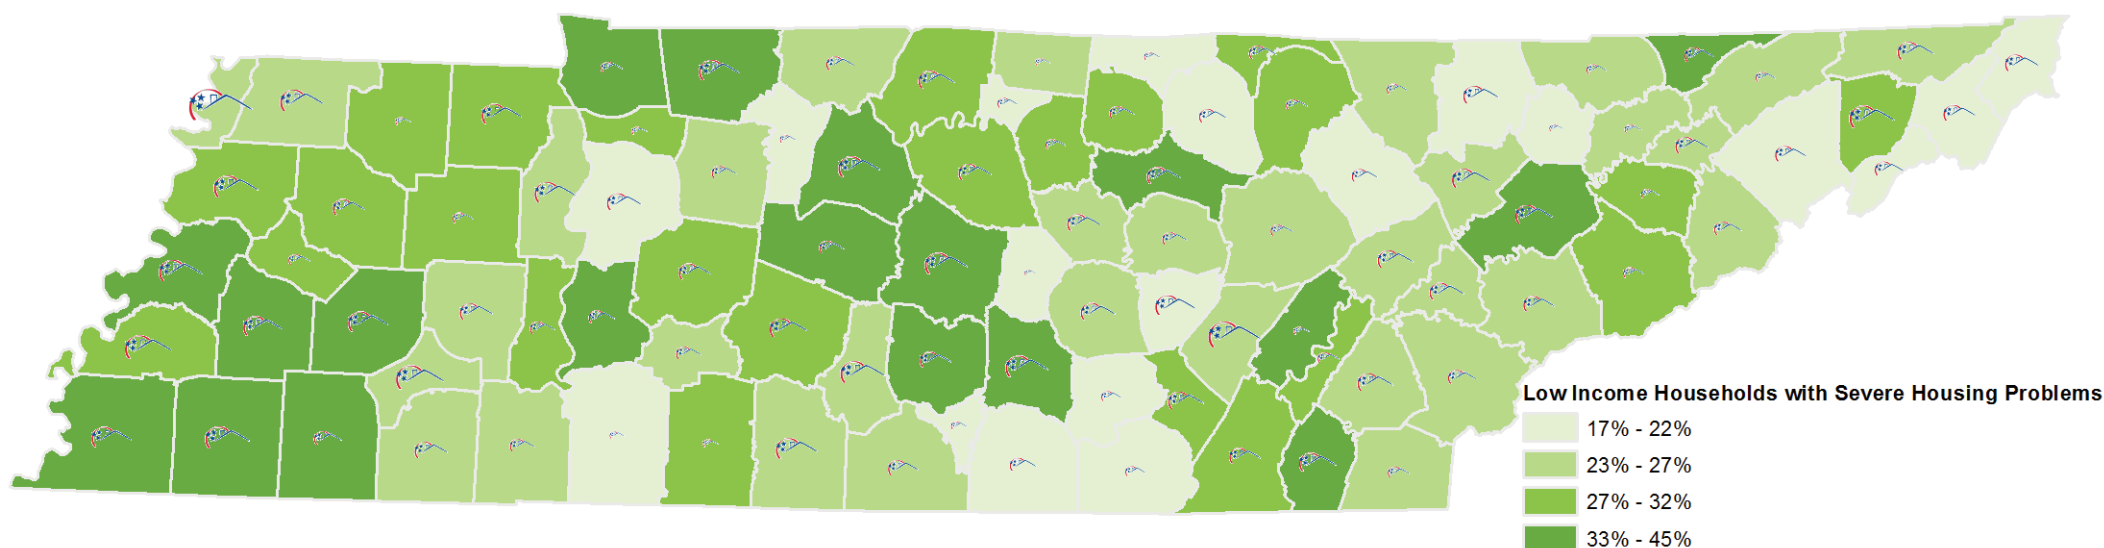 Low Income Households with Severe Housing Problems
17% - 22%
23% - 27%
27% - 32%
33% - 45%